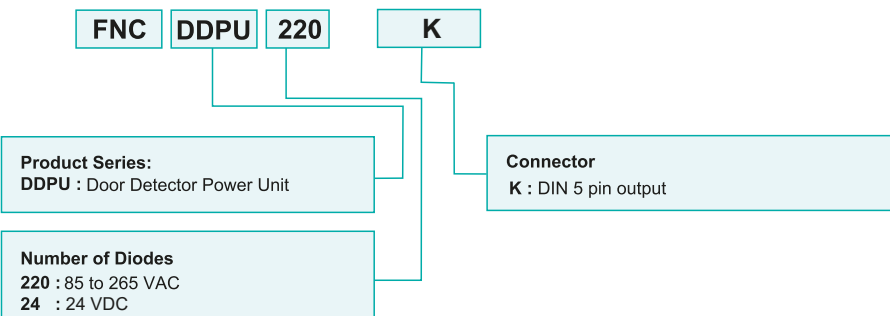 FNC DDPU 220 K
Product Series:
DDPU : Door Detector Power Unit
Connector
K : DIN 5 pin output
Number of Diodes
220 : 85 to 265 VAC
24 : 24 VDC